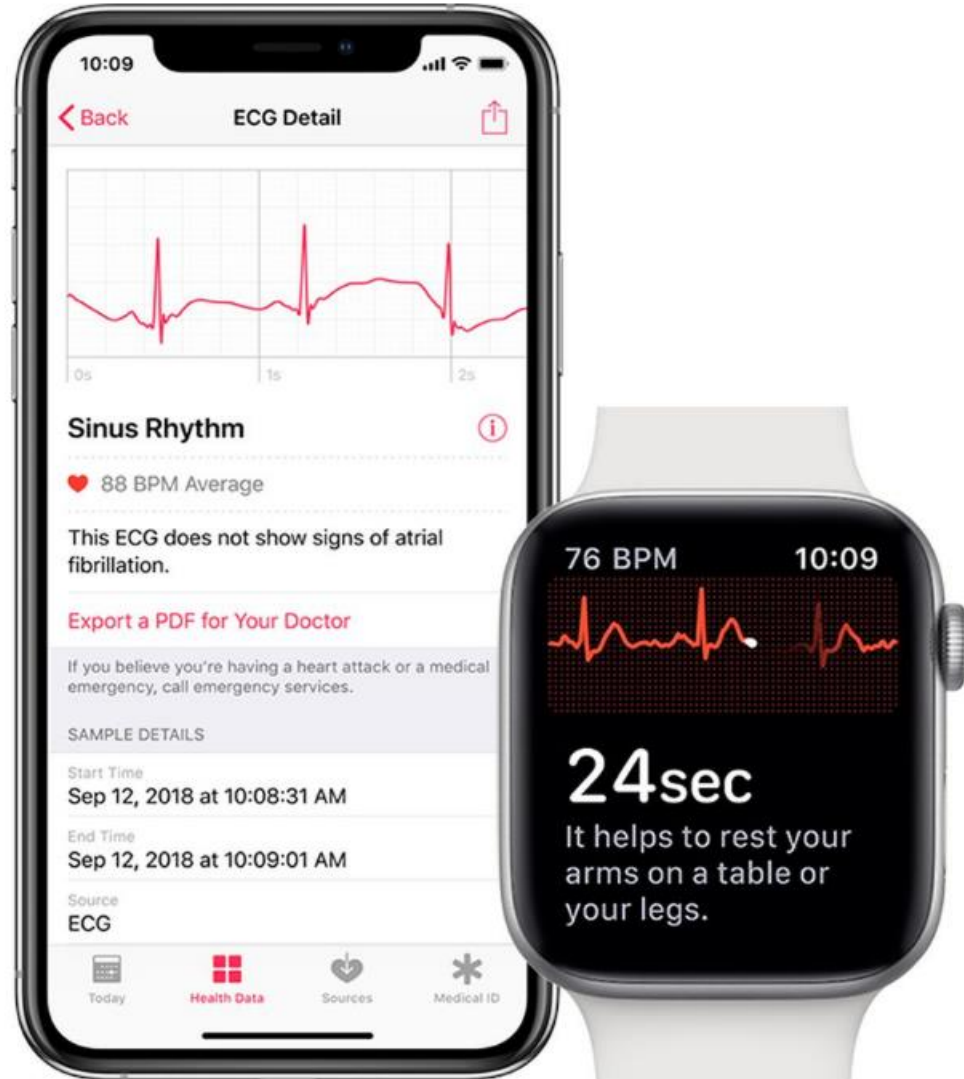 10:09
Back
ECG Detail
0s
1s
2s
Sinus Rhythm
88 BPM Average
This ECG does not show signs of atrial
fibrillation.
Export a PDF for Your Doctor
If you believe you're having a heart attack or a medical
emergency, call emergency services.
SAMPLE DETAILS
Start Time
Sep 12, 2018 at 10:08:31 AM
End Time
Sep 12, 2018 at 10:09:01 AM
Source
ECG
Today
Health Data
Sources
Medical ID
76 BPM
10:09
24sec
It helps to rest your
arms on a table or
your legs.